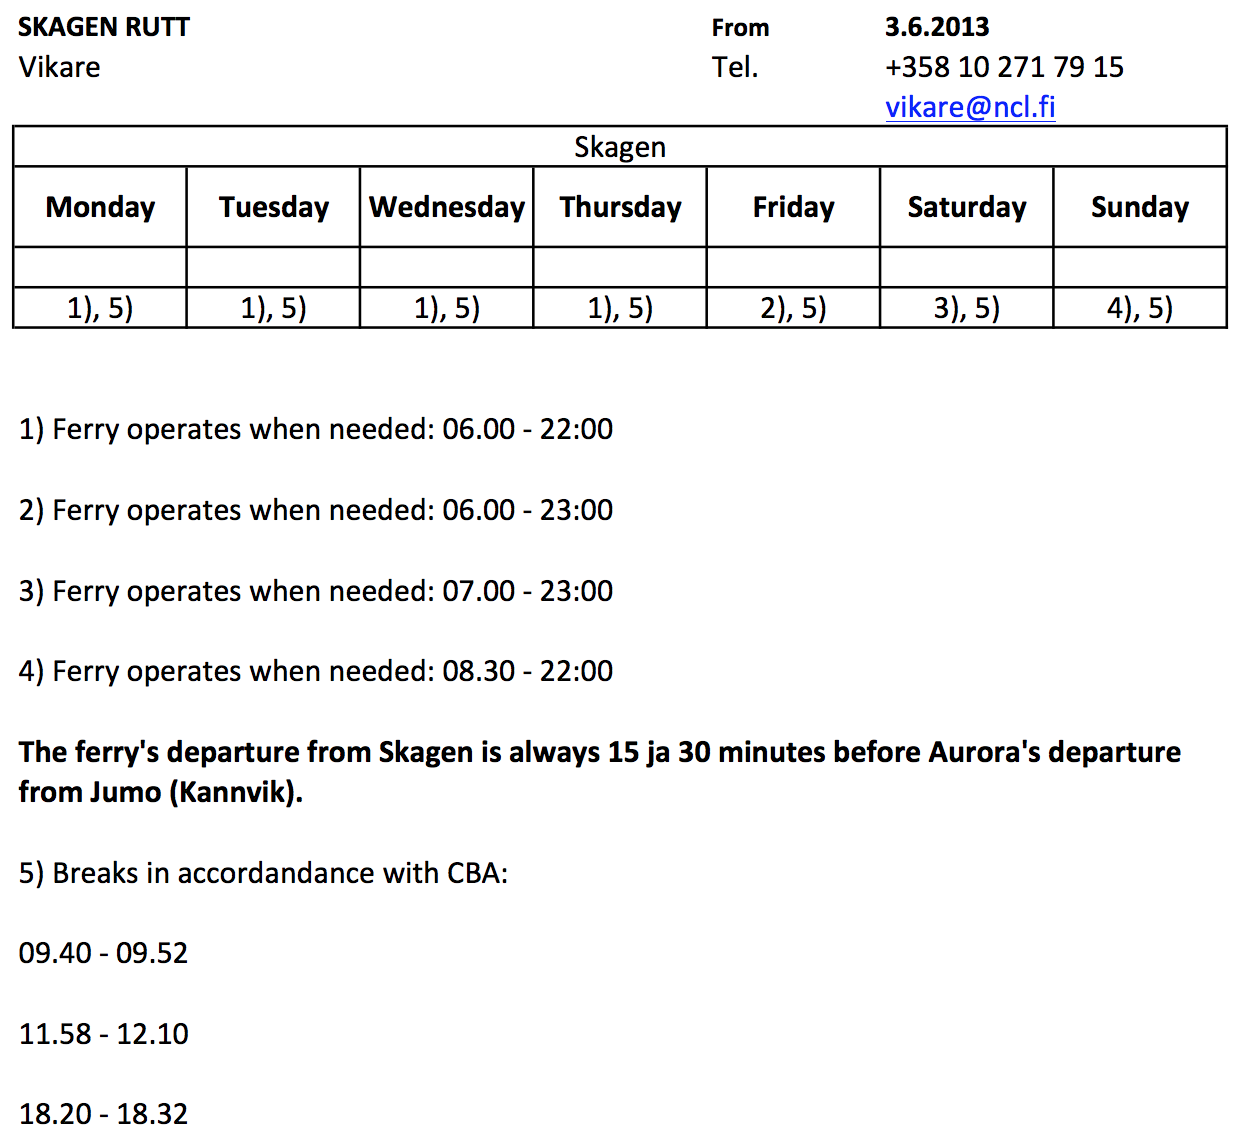 SKAGEN RUTT From 3.6.2013
Vikare Tel. +358 10 271 79 15
vikare@ncl.fi
Skagen
Monday Tuesday Wednesday Thursday Friday Saturday Sunday
1), 5) 1), 5) 1), 5) 1), 5) 2), 5) 3), 5) 4), 5)
1) Ferry operates when needed: 06.00 - 22:00
2) Ferry operates when needed: 06.00 - 23:00
3) Ferry operates when needed: 07.00 - 23:00
4) Ferry operates when needed: 08.30 - 22:00
The ferry's departure from Skagen is always 15 ja 30 minutes before Aurora's departure
from Jumo (Kannvik).
5) Breaks in accordandance with CBA:
09.40 - 09.52
11.58 - 12.10
18.20 - 18.32